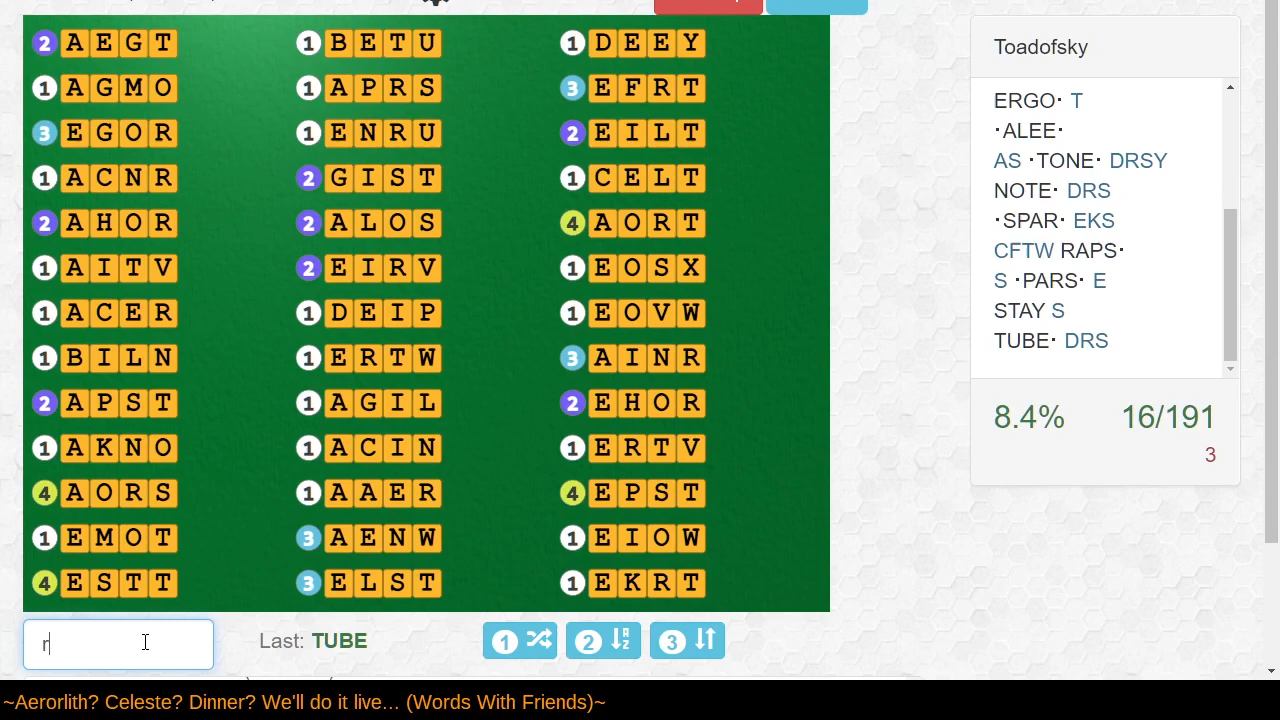 2 A E G T 1 B E T U 1 D E E Y
1 A G M O 1 A P R S 3 E F R T
3 E G O R 1 E N R U 2 E I L T
1 A C N R 2 G I S T 1 C E L T
2 A H O R 2 A L O S 4 A O R T
1 A I T V 2 E I R V 1 E O S X
1 A C E R 1 D E I P 1 E O V W
1 B I L N 1 E R T W 3 A I N R
2 A P S T 1 A G I L 2 E H O R
1 A K N O 1 A C I N 1 E R T V
4 A O R S 1 A A E R 4 E P S T
1 E M O T 3 A E N W 1 E I O W
4 E S T T 3 E L S T 1 E K R T
r
Last: TUBE
1 2 3
Toadofsky
ERGO· T
·ALEE·
AS ·TONE· DRSY
NOTE· DRS
·SPAR· EKS
CFTW RAPS·
S ·PARS· E
STAY S
TUBE· DRS
8.4% 16/191
3
~Aerorlith? Celeste? Dinner? We'll do it live... (Words With Friends)~